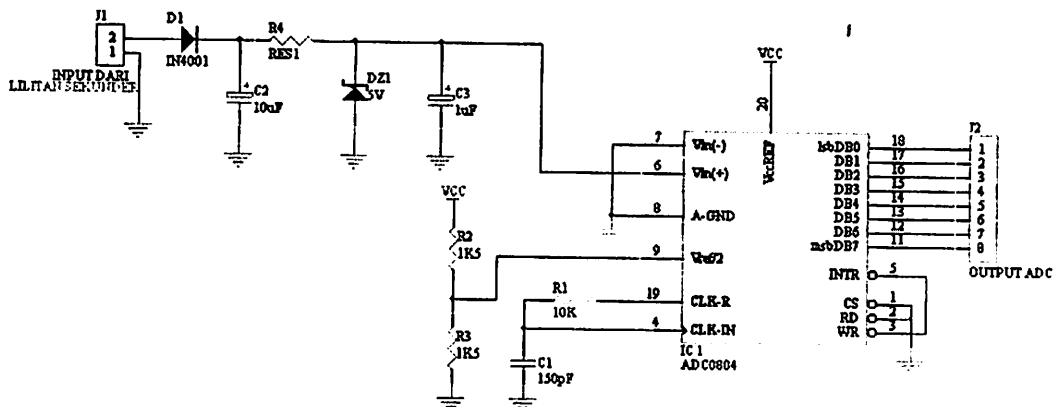 J1
2
1
INPUT DARI
LILITAN SEKUNDER
D1
IN4001
R4
RES1
C2
10uF
DZ1
5V
C3
1uF
VCC
R2
1K5
R3
1K5
R1
10K
C1
150pF
VCC
20
VccREF
7 Vin(-)
6 Vin(+)
8 A-GND
9 Vref/2
19 CLK-R
4 CLK-IN
IC 1
ADC0804
lsbDB0 18
DB1 17
DB2 16
DB3 15
DB4 14
DB5 13
DB6 12
msbDB7 11
INTR 5
CS 1
RD 2
WR 3
J2
1
2
3
4
5
6
7
8
OUTPUT ADC